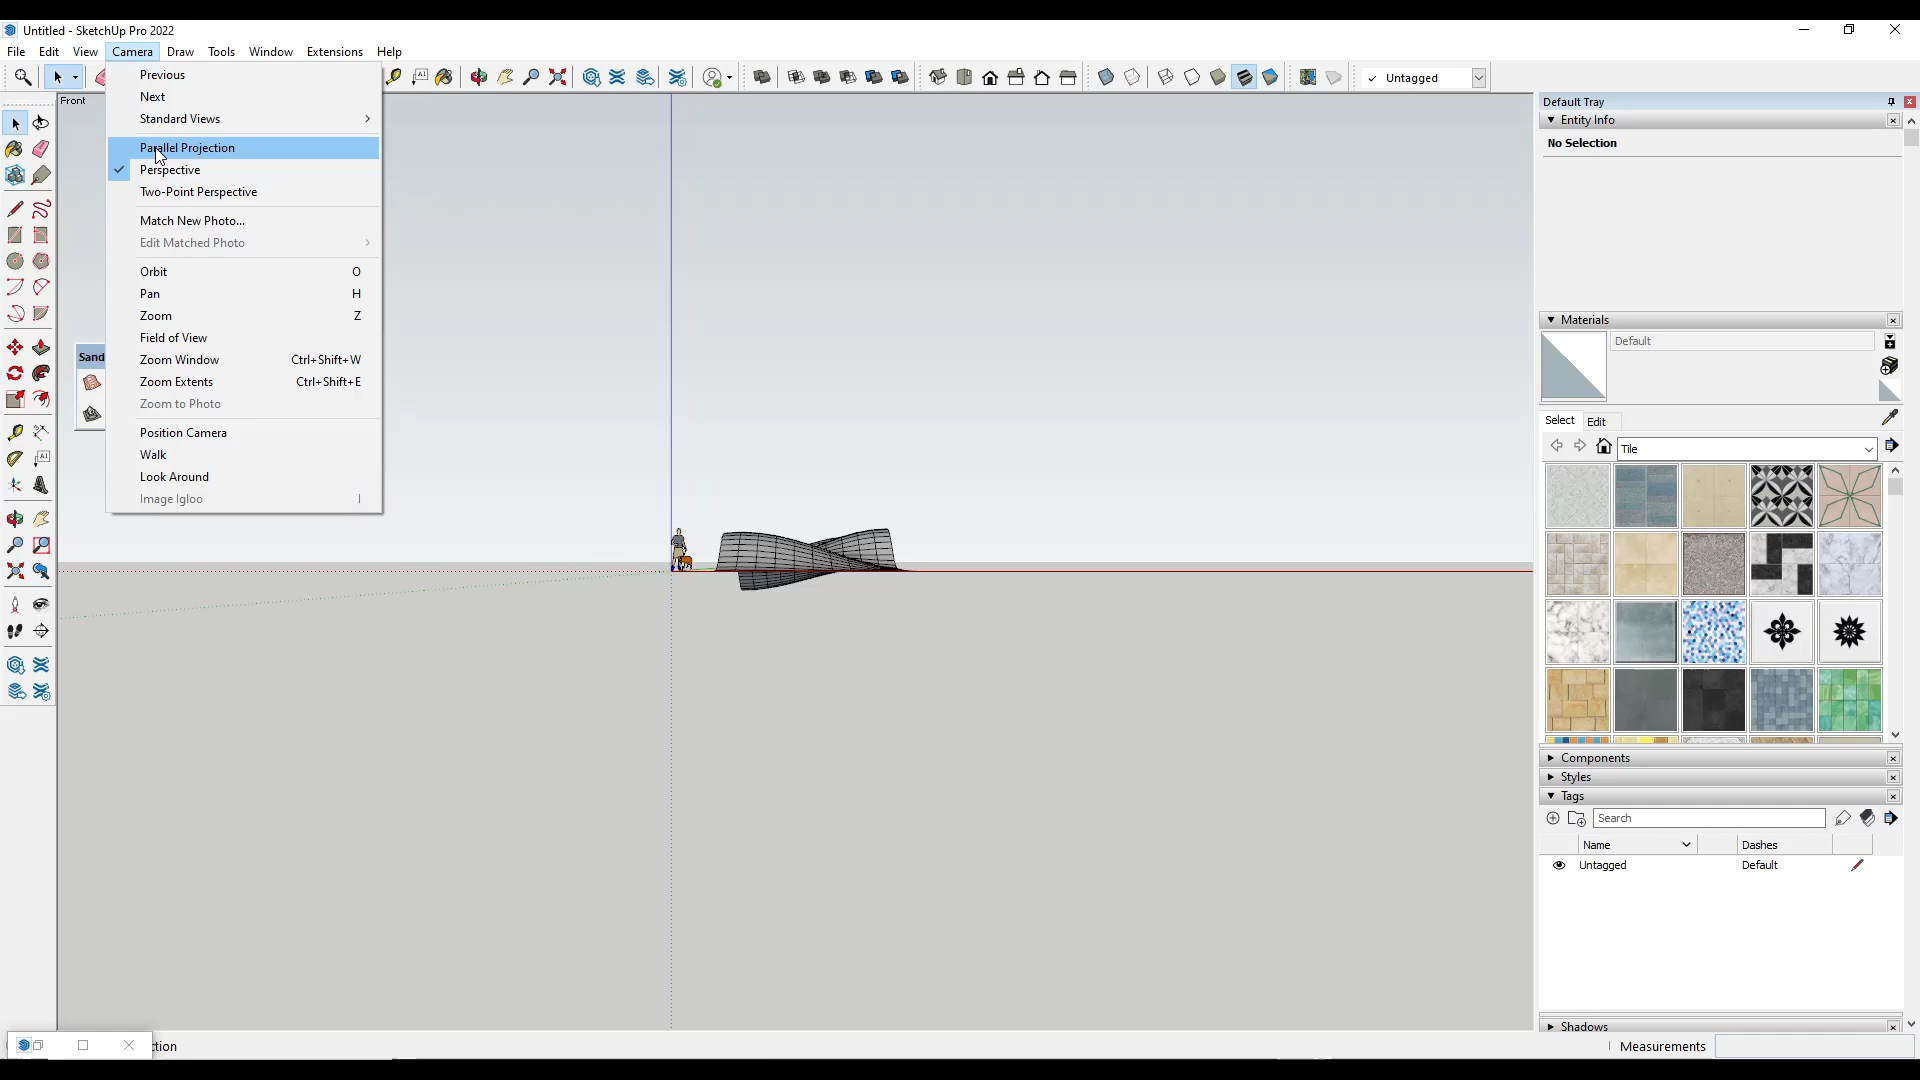 Untitled - SketchUp Pro 2022
File Edit View Camera Draw Tools Window Extensions Help
Untagged
Front
Previous
Next
Standard Views
Parallel Projection
Perspective
Two-Point Perspective
Match New Photo...
Edit Matched Photo
Orbit O
Pan H
Zoom Z
Field of View
Zoom Window Ctrl+Shift+W
Zoom Extents Ctrl+Shift+E
Zoom to Photo
Position Camera
Walk
Look Around
Image Igloo I
Sand
Default Tray
Entity Info
No Selection
Materials
Default
Select Edit
Tile
Components
Styles
Tags
Search
Name Dashes
Untagged Default
Shadows
tion
Measurements